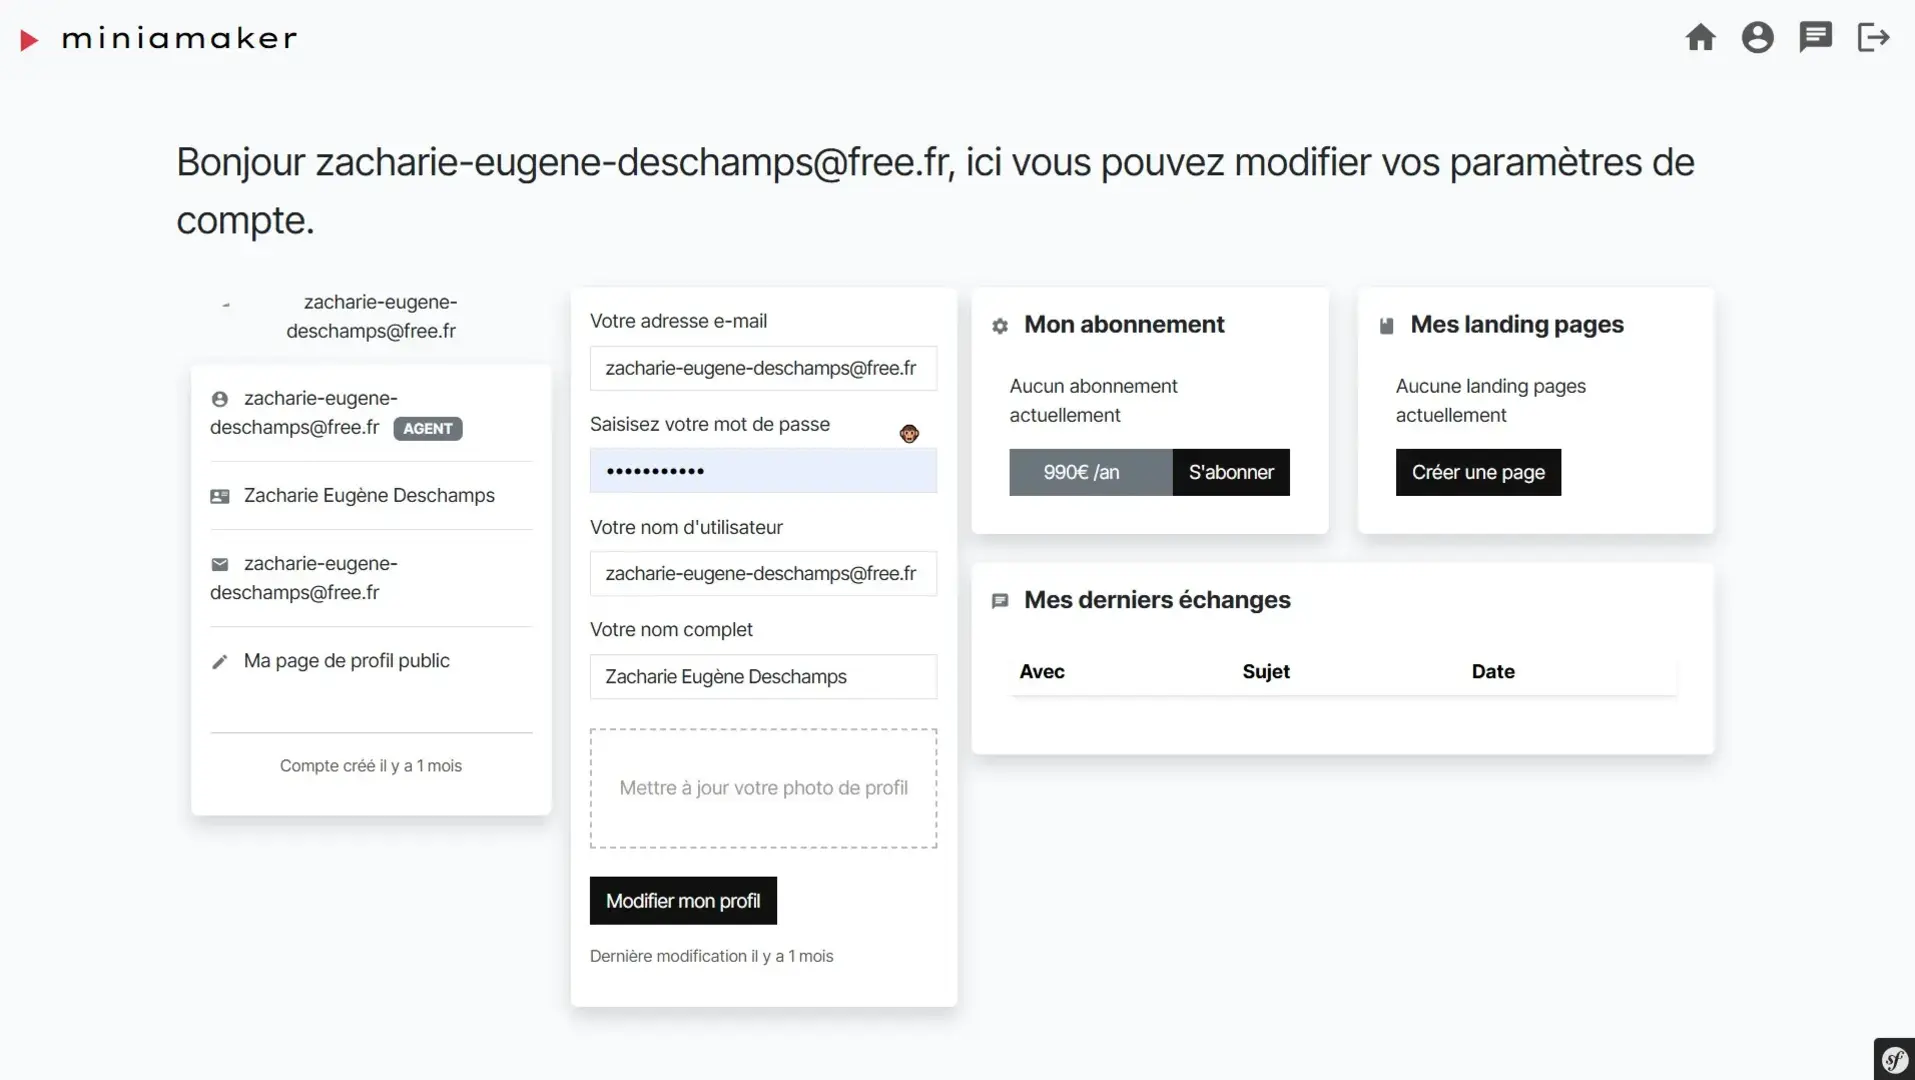 miniamaker
Bonjour zacharie-eugene-deschamps@free.fr, ici vous pouvez modifier vos paramètres de
compte.
zacharie-eugene-
deschamps@free.fr
zacharie-eugene-
deschamps@free.fr AGENT
Zacharie Eugène Deschamps
zacharie-eugene-
deschamps@free.fr
Ma page de profil public
Compte créé il y a 1 mois
Votre adresse e-mail
zacharie-eugene-deschamps@free.fr
Saisisez votre mot de passe
•••••••••••
Votre nom d'utilisateur
zacharie-eugene-deschamps@free.fr
Votre nom complet
Zacharie Eugène Deschamps
Mettre à jour votre photo de profil
Modifier mon profil
Dernière modification il y a 1 mois
Mon abonnement
Aucun abonnement
actuellement
990€ /an S'abonner
Mes landing pages
Aucune landing pages
actuellement
Créer une page
Mes derniers échanges
Avec Sujet Date
sf